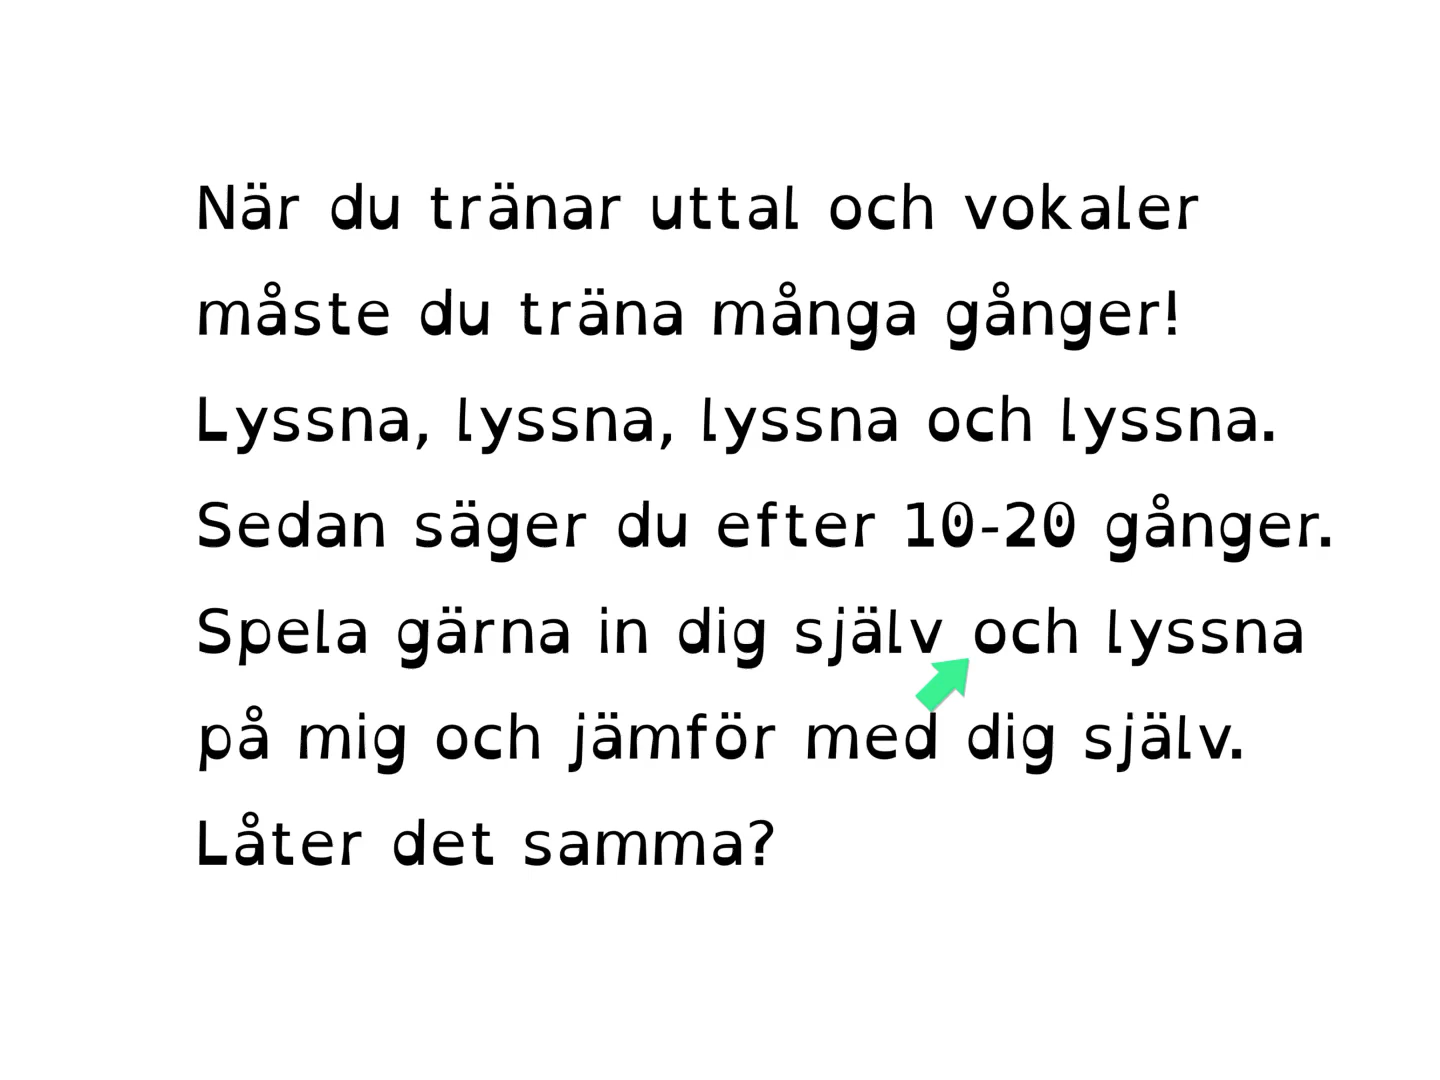 När du tränar uttal och vokaler
måste du träna många gånger!
Lyssna, lyssna, lyssna och lyssna.
Sedan säger du efter 10-20 gånger.
Spela gärna in dig själv och lyssna
på mig och jämför med dig själv.
Låter det samma?